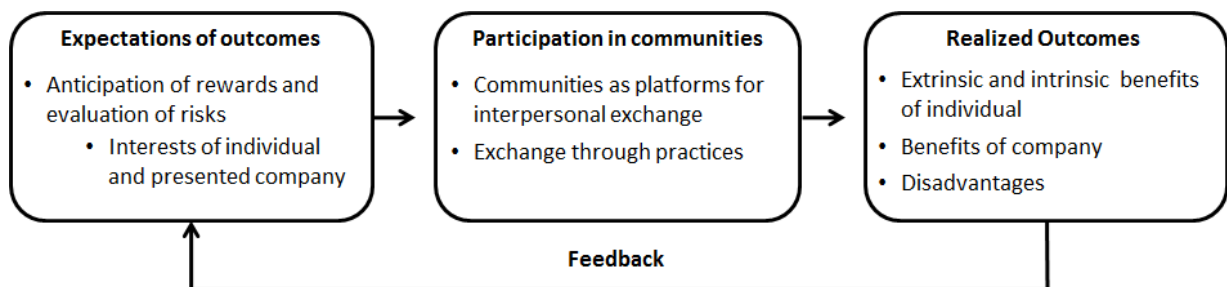 Expectations of outcomes
• Anticipation of rewards and
evaluation of risks
• Interests of individual
and presented company
Participation in communities
• Communities as platforms for
interpersonal exchange
• Exchange through practices
Realized Outcomes
• Extrinsic and intrinsic benefits
of individual
• Benefits of company
• Disadvantages
Feedback